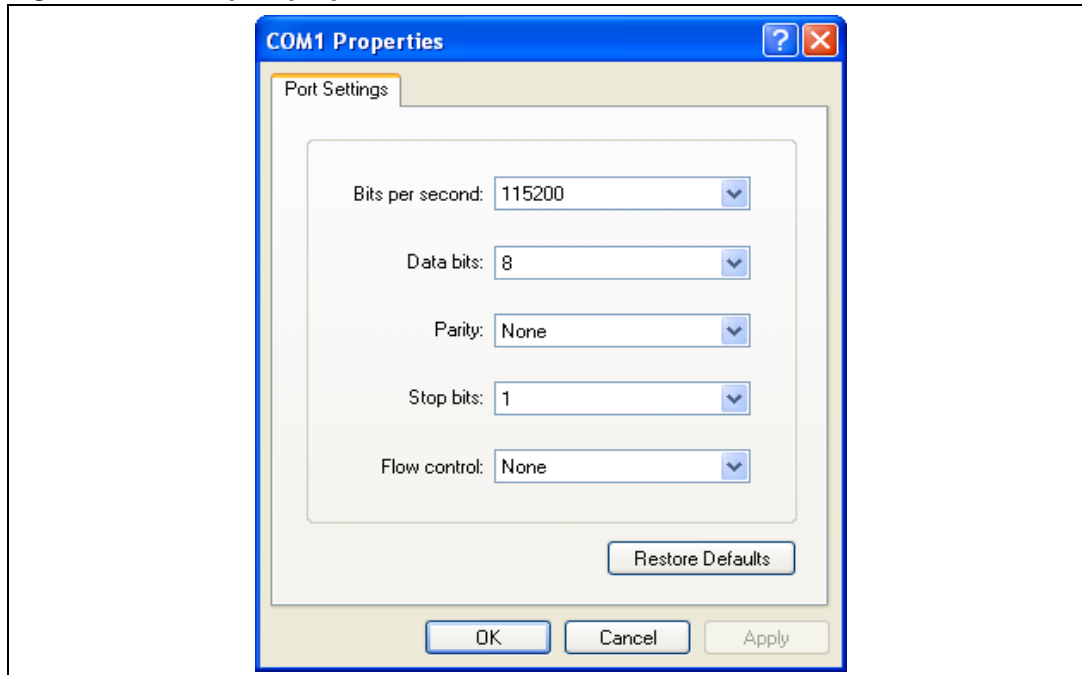 COM1 Properties
Port Settings
Bits per second: 115200
Data bits: 8
Parity: None
Stop bits: 1
Flow control: None
Restore Defaults
OK Cancel Apply